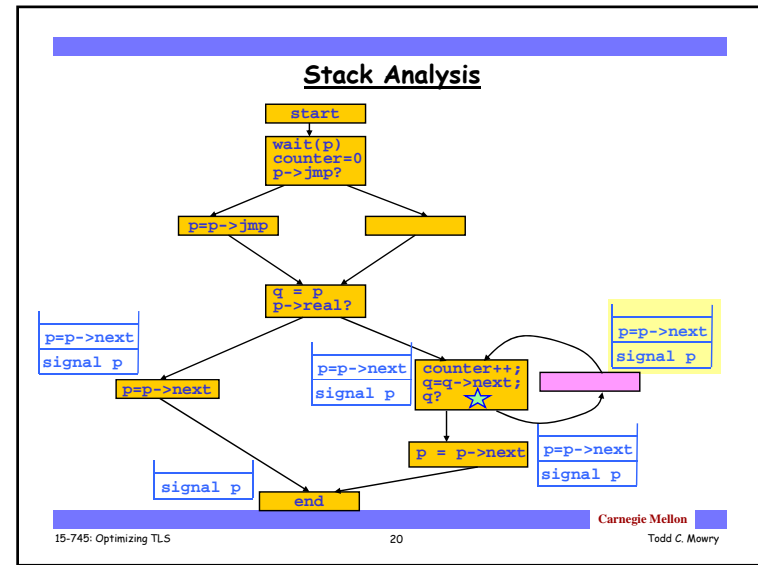 Stack Analysis
start
wait(p)
counter=0
p->jmp?
p=p->jmp
q = p
p->real?
p=p->next
signal p
p=p->next
signal p
p=p->next
signal p
p=p->next
counter++;
q=q->next;
q?
p = p->next
p=p->next
signal p
signal p
end
Carnegie Mellon
15-745: Optimizing TLS
20
Todd C. Mowry